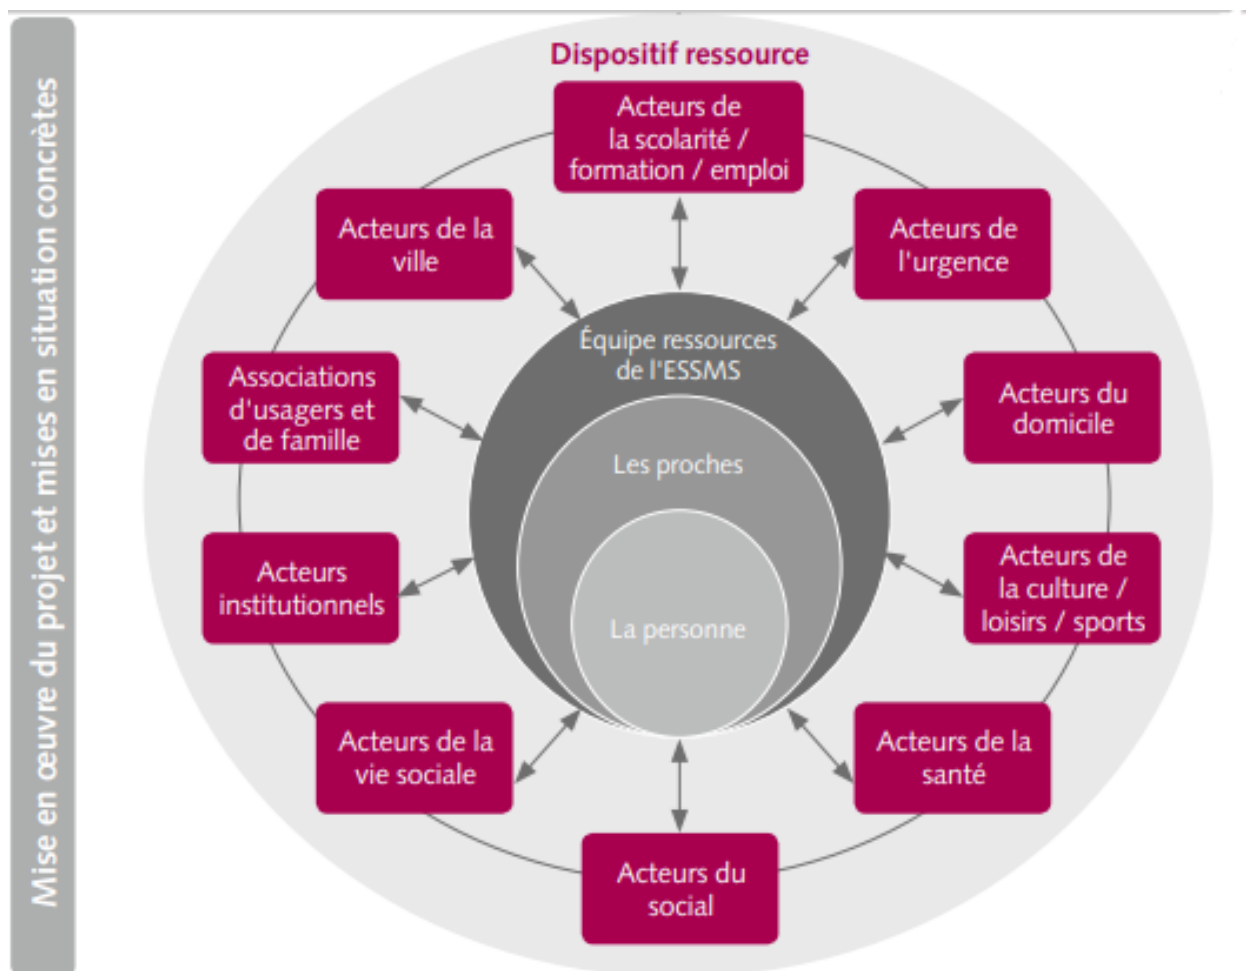 Mise en œuvre du projet et mises en situation concrètes
Dispositif ressource
Acteurs de
la scolarité /
formation / emploi
Acteurs de la
ville
Acteurs de
l'urgence
Équipe ressources
de l'ESSMS
Associations
d'usagers et
de famille
Acteurs du
domicile
Les proches
Acteurs
institutionnels
Acteurs de
la culture /
loisirs / sports
La personne
Acteurs de la
vie sociale
Acteurs de la
santé
Acteurs du
social